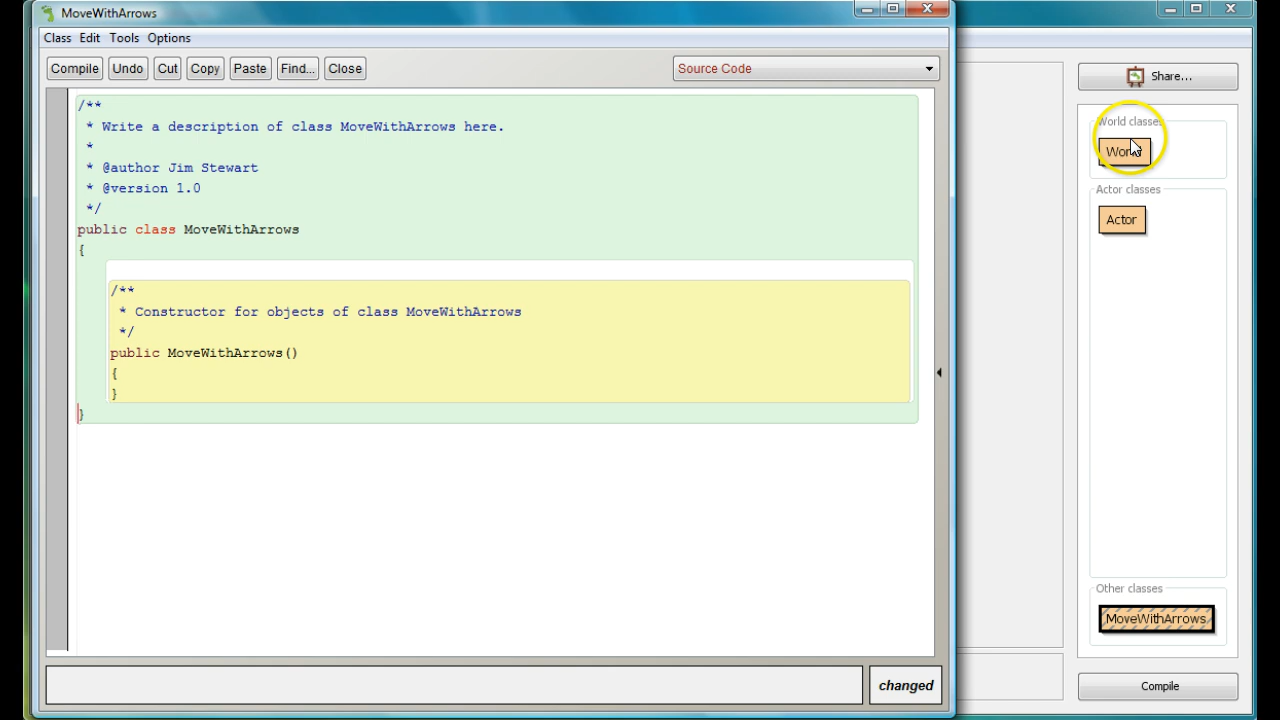 MoveWithArrows
Class Edit Tools Options
Compile Undo Cut Copy Paste Find... Close Source Code
/**
* Write a description of class MoveWithArrows here.
*
* @author Jim Stewart
* @version 1.0
*/
public class MoveWithArrows
{
/**
* Constructor for objects of class MoveWithArrows
*/
public MoveWithArrows()
{
}
}
changed
Share...
World classes
World
Actor classes
Actor
Other classes
MoveWithArrows
Compile